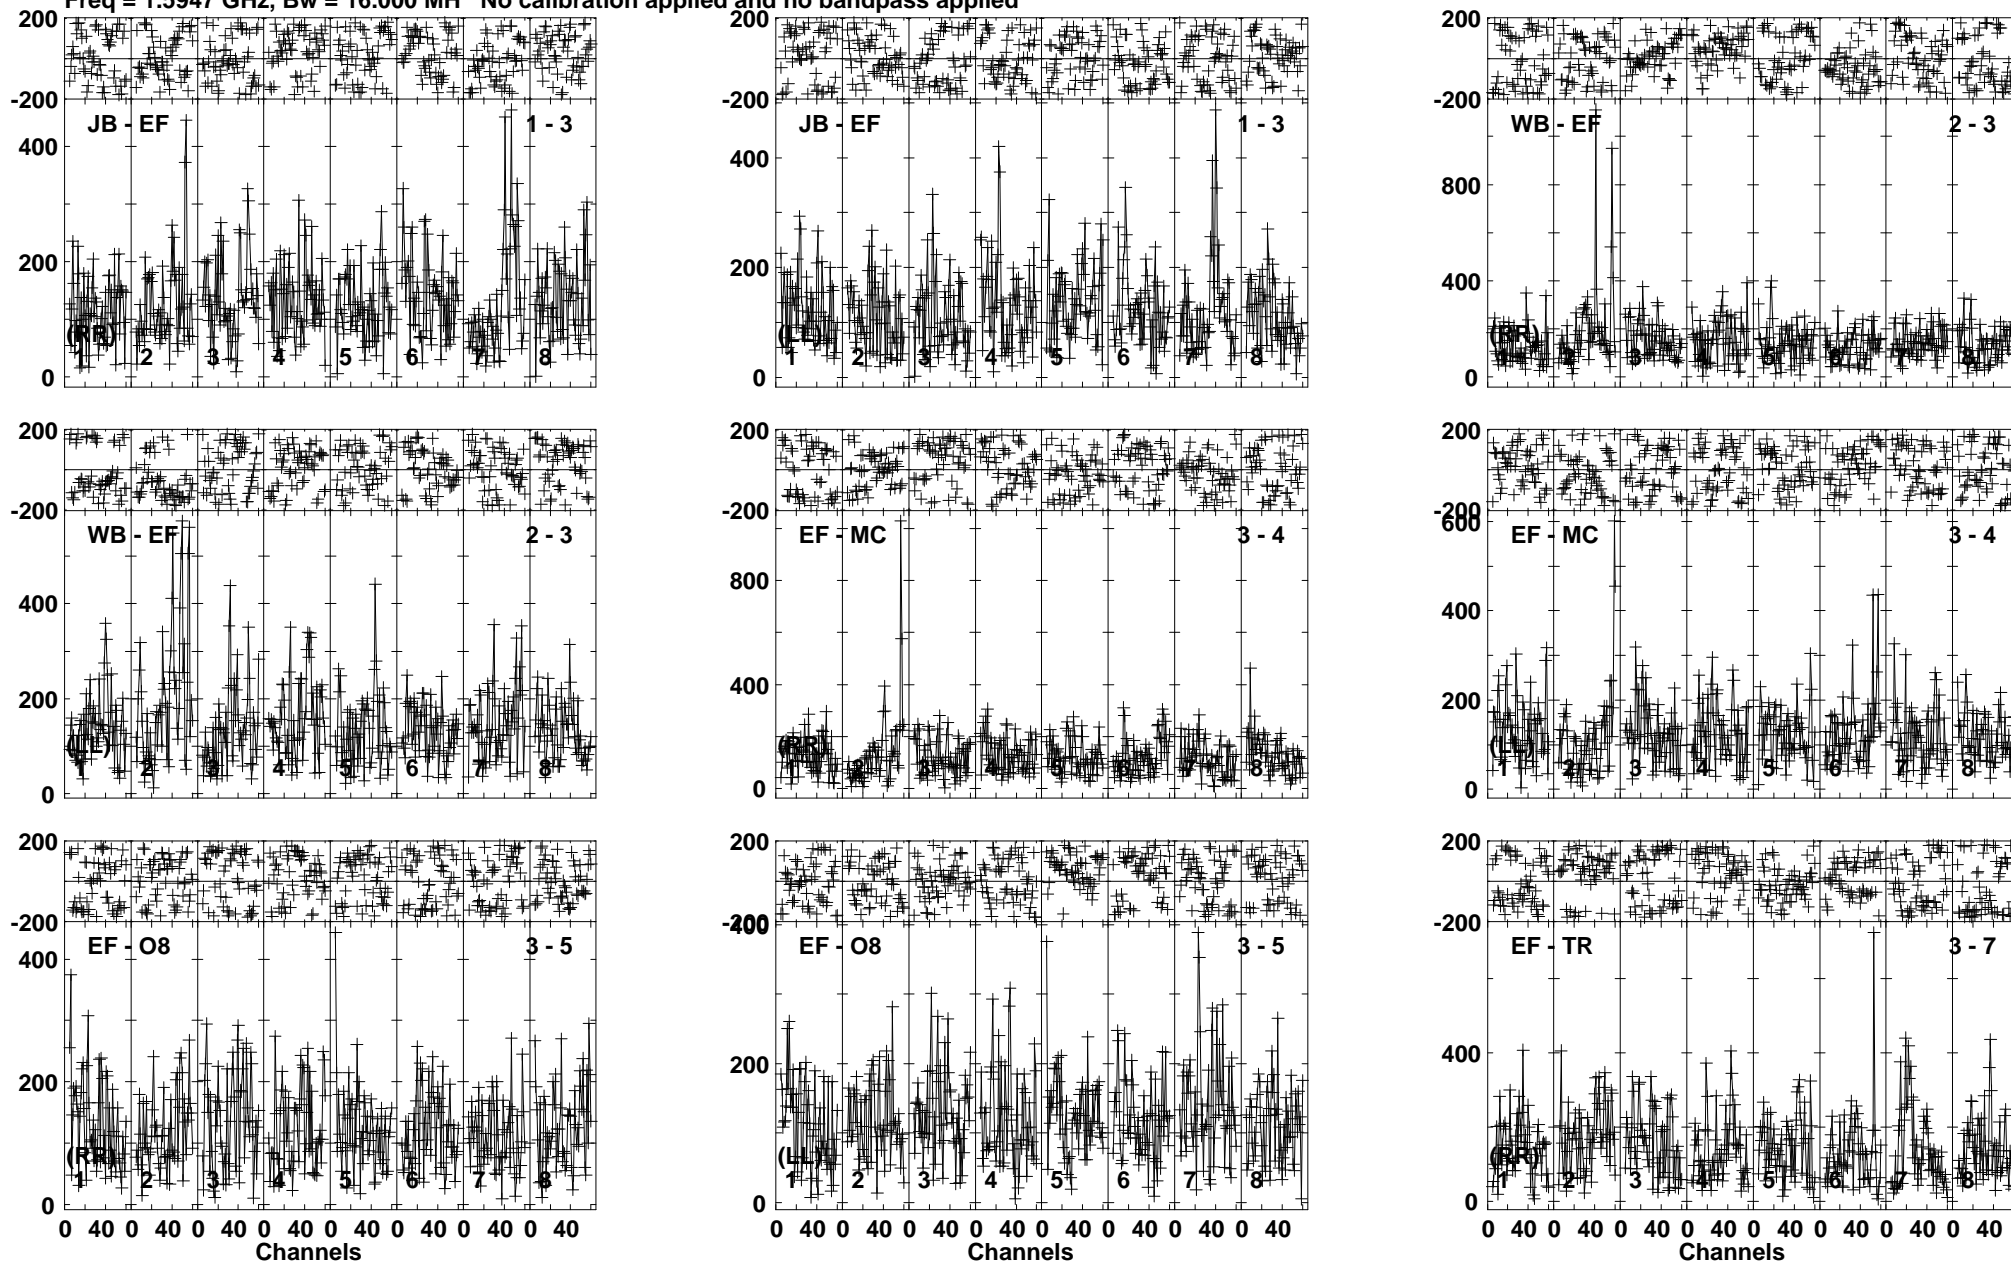 Freq = 1.5947 GHz, Bw = 16.000 MH   No calibration applied and no bandpass applied
200 200 200
-200 -200 -200
JB - EF 1 - 3 JB - EF 1 - 3 WB - EF 2 - 3
400 400 800
200 200 400
(RR) (LL) (RR)
1 2 3 4 5 6 7 8 1 2 3 4 5 6 7 8 1 2 3 4 5 6 7 8
0 0 0
200 200 200
-200 -200 -200
600
WB - EF 2 - 3 EF - MC 3 - 4 EF - MC 3 - 4
400 800 400
200 400 200
(LL) (RR) (LL)
1 2 3 4 5 6 7 8 1 2 3 4 5 6 7 8 1 2 3 4 5 6 7 8
0 0 0
200 200 200
-200 -200 -200
400
EF - O8 3 - 5 EF - O8 3 - 5 EF - TR 3 - 7
400 400
200 200
(RR) (LL) (RR)
1 2 3 4 5 6 7 8 1 2 3 4 5 6 7 8 1 2 3 4 5 6 7 8
0 0 0
0 40 0 40 0 40 0 40 0 40 0 40 0 40 0 40 0 40 0 40 0 40 0 40 0 40 0 40 0 40 0 40 0 40 0 40 0 40 0 40 0 40 0 40 0 40 0 40
Channels Channels Channels